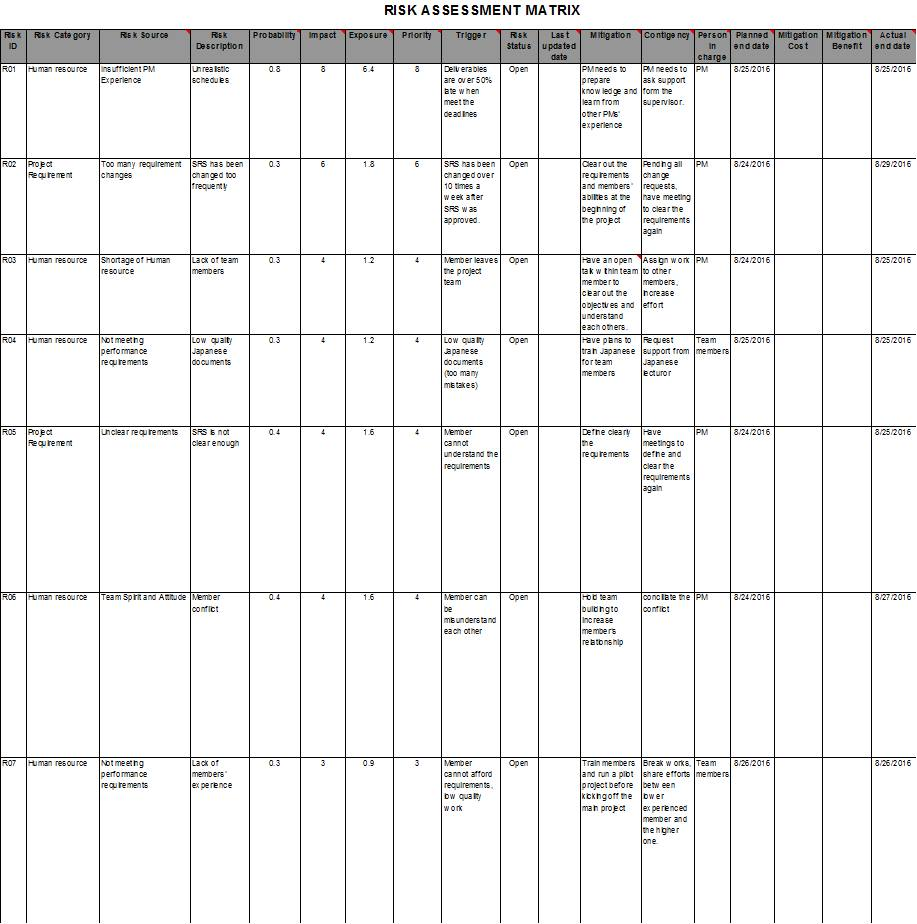 RISK ASSESSMENT MATRIX
Risk ID	Risk Category	Risk Source	Risk Description	Probability	Impact	Exposure	Priority	Trigger	Risk Status	Last updated date	Mitigation	Contigency	Person in charge	Planned end date	Mitigation Cost	Mitigation Benefit	Actual end date
R01	Human resource	Insufficient PM Experience	Unrealistic schedules	0.8	8	6.4	8	Deliverables are over 50% late when meet the deadlines	Open	PM needs to prepare knowledge and learn from other PMs' experience	PM needs to ask support form the supervisor.	PM	8/25/2016	8/25/2016
R02	Project Requirement	Too many requirement changes	SRS has been changed too frequently	0.3	6	1.8	6	SRS has been changed over 10 times a week after SRS was approved.	Open	Clear out the requirements and members' abilities at the beginning of the project	Pending all change requests, have meeting to clear the requirements again	PM	8/24/2016	8/29/2016
R03	Human resource	Shortage of Human resource	Lack of team members	0.3	4	1.2	4	Member leaves the project team	Open	Have an open talk within team member to clear out the objectives and understand each others.	Assign work to other members, increase effort	PM	8/24/2016	8/25/2016
R04	Human resource	Not meeting performance requirements	Low quality Japanese documents	0.3	4	1.2	4	Low quality Japanese documents (too many mistakes)	Open	Have plans to train Japanese for team members	Request support from Japanese lecturor	Team members	8/25/2016	8/25/2016
R05	Project Requirement	Unclear requirements	SRS is not clear enough	0.4	4	1.6	4	Member cannot understand the requirements	Open	Define clearly the requirements	Have meetings to define and clear the requirements again	PM	8/24/2016	8/25/2016
R06	Human resource	Team Spirit and Attitude	Member conflict	0.4	4	1.6	4	Member can be misunderstand each other	Open	Hold team building to increase member's relationship	conciliate the conflict	PM	8/24/2016	8/27/2016
R07	Human resource	Not meeting performance requirements	Lack of members' experience	0.3	3	0.9	3	Member cannot afford requirements, low quality work	Open	Train members and run a pilot project before kicking off the main project	Break works, share efforts between lower experienced member and the higher one.	Team members	8/26/2016	8/26/2016